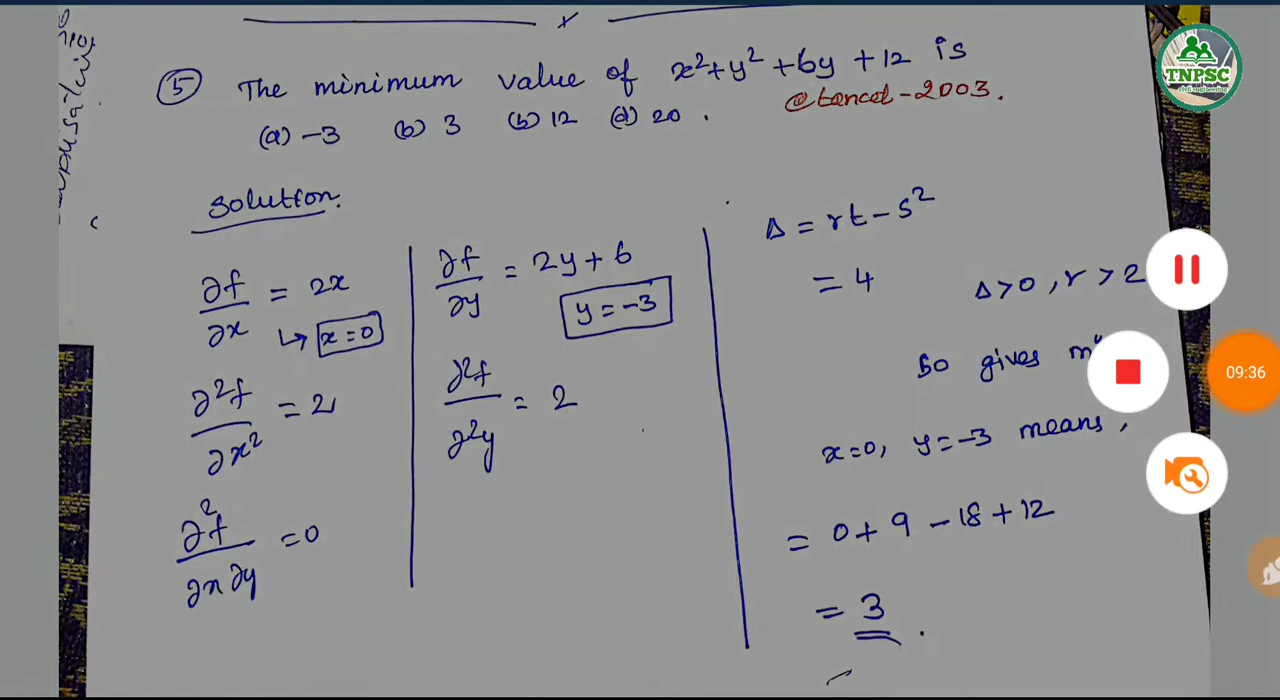 ⑤ The minimum value of x²+y²+6y+12 is
@tancet-2003.
(a) -3 (b) 3 (b) 12 (d) 20 .
solution.
∂f/∂x = 2x
↳ x=0
∂²f/∂x² = 2
∂²f/∂x∂y = 0
∂f/∂y = 2y+6
y=-3
∂²f/∂²y = 2
Δ = rt-s²
= 4
Δ>0, r>2
So gives
x=0, y=-3 means,
= 0+9-18+12
= 3 .
TNPSC
civil engineering
09:36